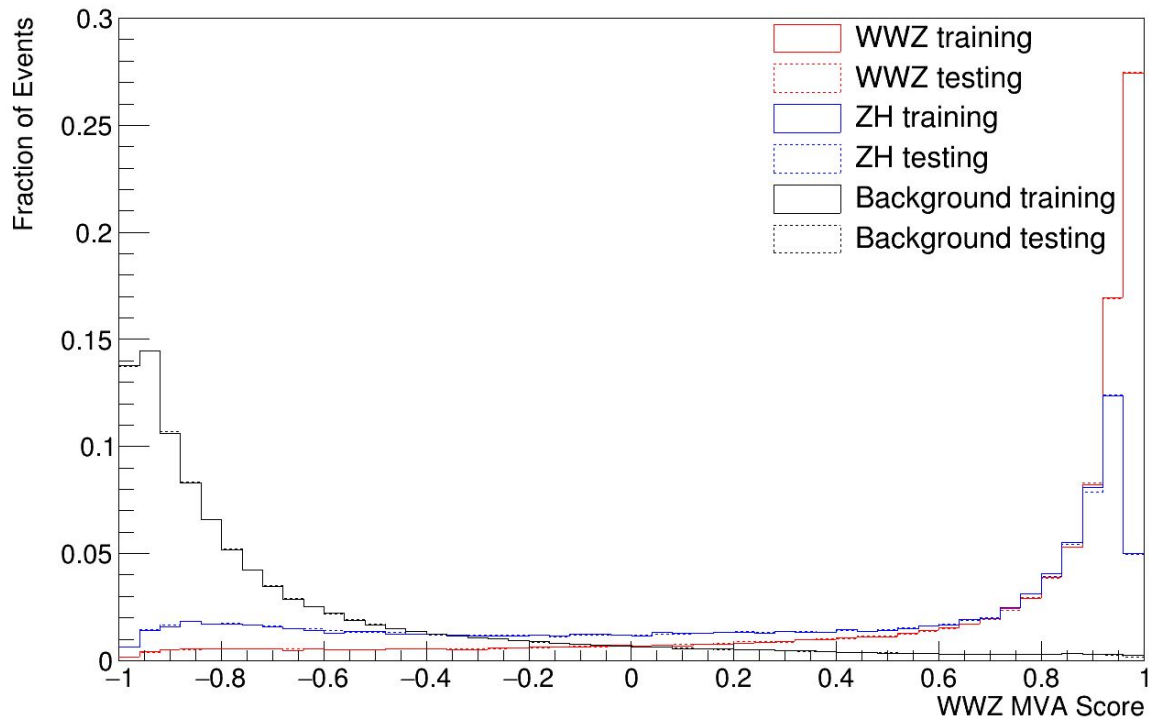 Fraction of Events
0.3
0.25
0.2
0.15
0.1
0.05
0
WWZ training
WWZ testing
ZH training
ZH testing
Background training
Background testing
−1 −0.8 −0.6 −0.4 −0.2 0 0.2 0.4 0.6 0.8 1
WWZ MVA Score